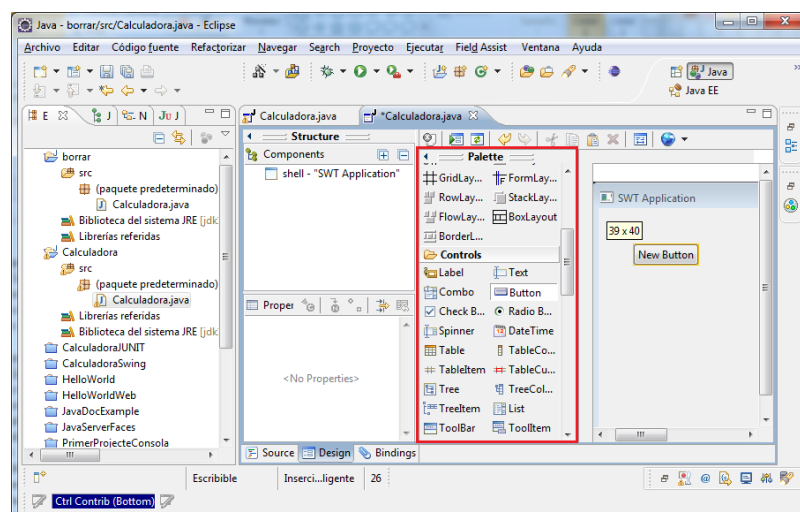 Java - borrar/src/Calculadora.java - Eclipse
Archivo Editar Código fuente Refactorizar Navegar Search Proyecto Ejecutar Field Assist Ventana Ayuda
Java
Java EE
E J N Ju J
Calculadora.java *Calculadora.java
borrar
src
(paquete predeterminado)
Calculadora.java
Biblioteca del sistema JRE [jdk
Librerías referidas
Calculadora
src
(paquete predeterminado)
Calculadora.java
Librerías referidas
Biblioteca del sistema JRE [jdk
CalculadoraJUNIT
CalculadoraSwing
HelloWorld
HelloWorldWeb
JavaDocExample
JavaServerFaces
PrimerProjecteConsola
Structure
Components
shell - "SWT Application"
Proper
<No Properties>
Palette
GridLay... FormLay...
RowLay... StackLay...
FlowLay... BoxLayout
BorderL...
Controls
Label Text
Combo Button
Check B... Radio B...
Spinner DateTime
Table TableCo...
TableItem TableCu...
Tree TreeCol...
TreeItem List
ToolBar ToolItem
SWT Application
39 x 40
New Button
Source Design Bindings
Escribible Inserci...ligente 26
Ctrl Contrib (Bottom)